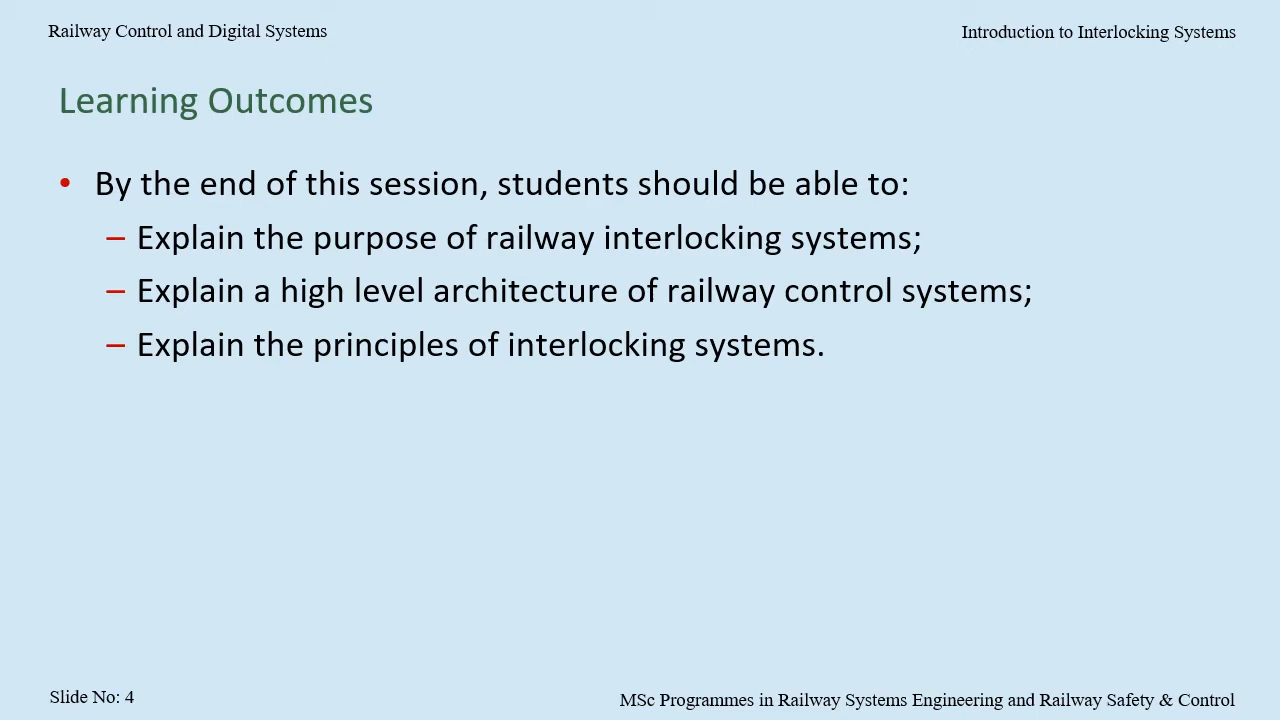 Railway Control and Digital Systems
Introduction to Interlocking Systems
Learning Outcomes
• By the end of this session, students should be able to:
– Explain the purpose of railway interlocking systems;
– Explain a high level architecture of railway control systems;
– Explain the principles of interlocking systems.
Slide No: 4
MSc Programmes in Railway Systems Engineering and Railway Safety & Control